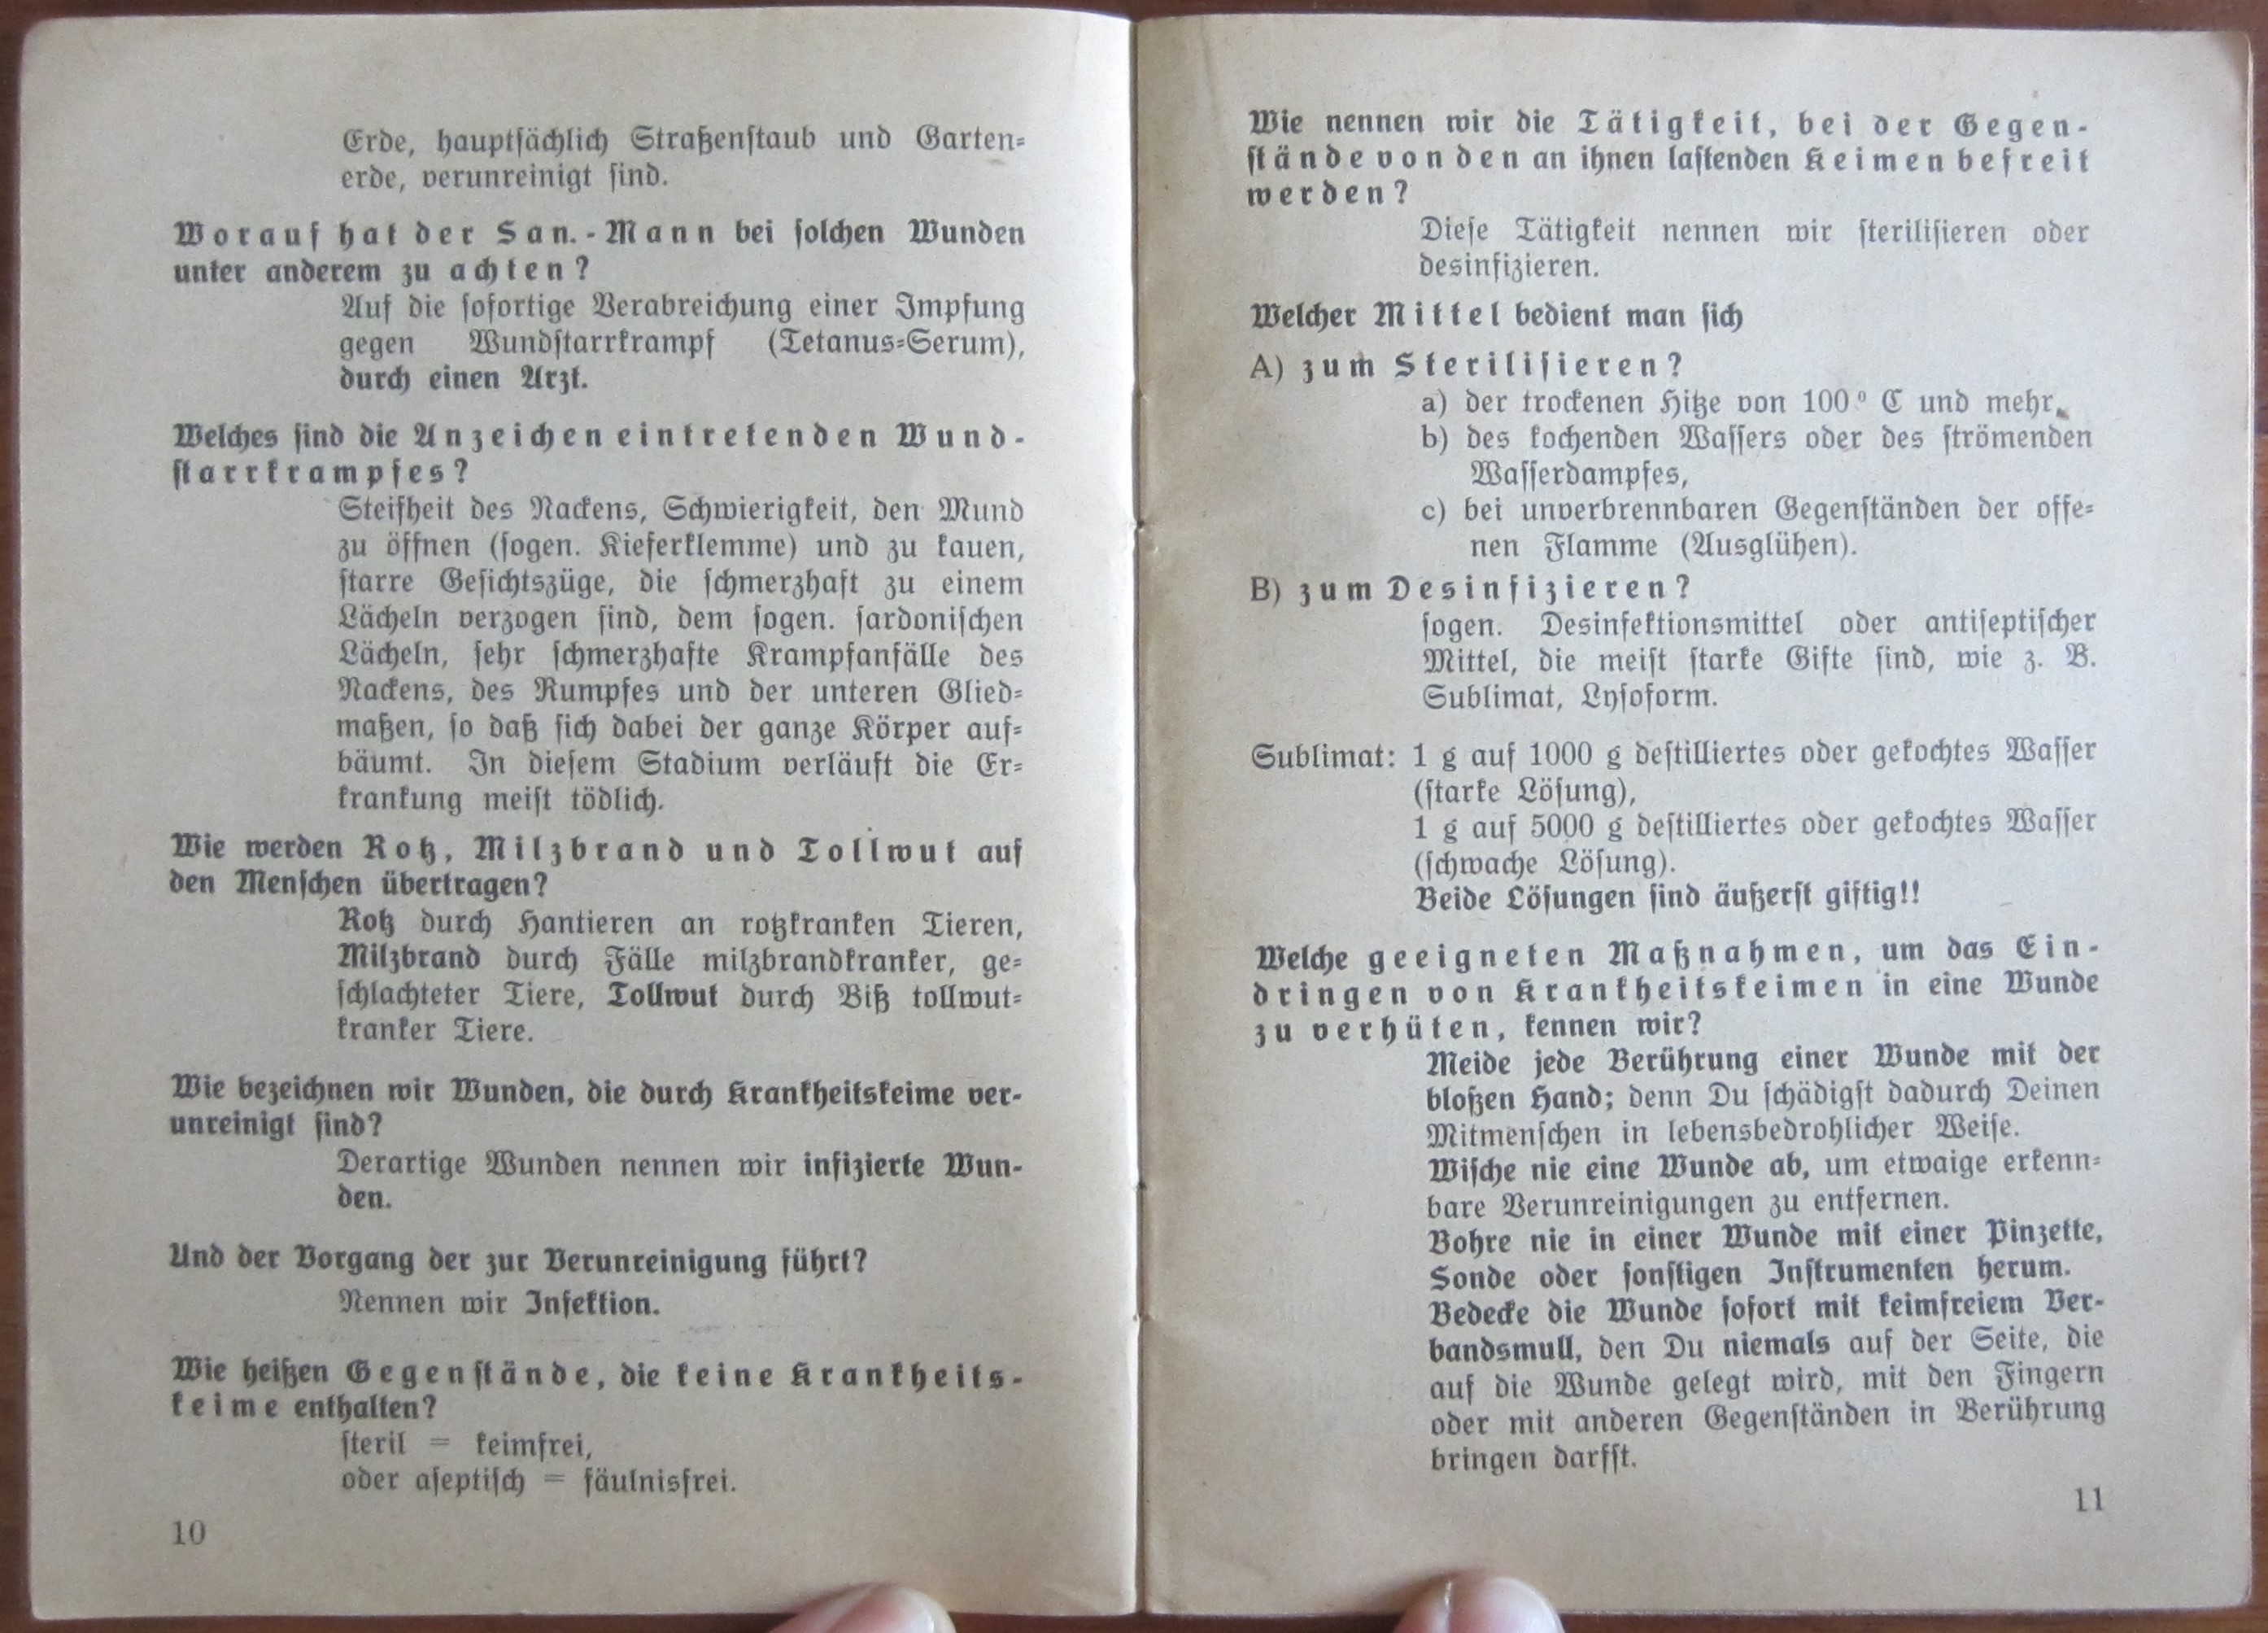 Erde, hauptſächlich Straßenſtaub und Garten⸗
erde, verunreinigt ſind.
Worauf hat der San.-Mann bei ſolchen Wunden
unter anderem zu achten?
Auf die ſofortige Verabreichung einer Impfung
gegen Wundſtarrkrampf (Tetanus⸗Serum),
durch einen Arzt.
Welches ſind die Anzeichen eintretenden Wund-
ſtarrkrampfes?
Steifheit des Nackens, Schwierigkeit, den Mund
zu öffnen (ſogen. Kieferklemme) und zu kauen,
ſtarre Geſichtszüge, die ſchmerzhaft zu einem
Lächeln verzogen ſind, dem ſogen. ſardoniſchen
Lächeln, ſehr ſchmerzhafte Krampfanfälle des
Nackens, des Rumpfes und der unteren Glied⸗
maßen, ſo daß ſich dabei der ganze Körper auf⸗
bäumt. In dieſem Stadium verläuft die Er⸗
krankung meiſt tödlich.
Wie werden Rotz, Milzbrand und Tollwut auf
den Menſchen übertragen?
Rotz durch Hantieren an rotzkranken Tieren,
Milzbrand durch Fälle milzbrandkranker, ge⸗
ſchlachteter Tiere, Tollwut durch Biß tollwut⸗
kranker Tiere.
Wie bezeichnen wir Wunden, die durch Krankheitskeime ver-
unreinigt ſind?
Derartige Wunden nennen wir infizierte Wun-
den.
Und der Vorgang der zur Verunreinigung führt?
Nennen wir Infektion.
Wie heißen Gegenſtände, die keine Krankheits-
keime enthalten?
ſteril = keimfrei,
oder aſeptiſch = fäulnisfrei.
10
Wie nennen wir die Tätigkeit, bei der Gegen-
ſtände von den an ihnen laſtenden Keimen befreit
werden?
Dieſe Tätigkeit nennen wir ſteriliſieren oder
desinfizieren.
Welcher Mittel bedient man ſich
A) zum Steriliſieren?
a) der trockenen Hitze von 100° C und mehr,
b) des kochenden Waſſers oder des ſtrömenden
Waſſerdampfes,
c) bei unverbrennbaren Gegenſtänden der offe⸗
nen Flamme (Ausglühen).
B) zum Desinfizieren?
ſogen. Desinfektionsmittel oder antiſeptiſcher
Mittel, die meiſt ſtarke Gifte ſind, wie z. B.
Sublimat, Lyſoform.
Sublimat: 1 g auf 1000 g deſtilliertes oder gekochtes Waſſer
(ſtarke Löſung),
1 g auf 5000 g deſtilliertes oder gekochtes Waſſer
(ſchwache Löſung).
Beide Löſungen ſind äußerſt giftig!!
Welche geeigneten Maßnahmen, um das Ein-
dringen von Krankheitskeimen in eine Wunde
zu verhüten, kennen wir?
Meide jede Berührung einer Wunde mit der
bloßen Hand; denn Du ſchädigſt dadurch Deinen
Mitmenſchen in lebensbedrohlicher Weiſe.
Wiſche nie eine Wunde ab, um etwaige erkenn⸗
bare Verunreinigungen zu entfernen.
Bohre nie in einer Wunde mit einer Pinzette,
Sonde oder ſonſtigen Inſtrumenten herum.
Bedecke die Wunde ſofort mit keimfreiem Ver-
bandsmull, den Du niemals auf der Seite, die
auf die Wunde gelegt wird, mit den Fingern
oder mit anderen Gegenſtänden in Berührung
bringen darfſt.
11